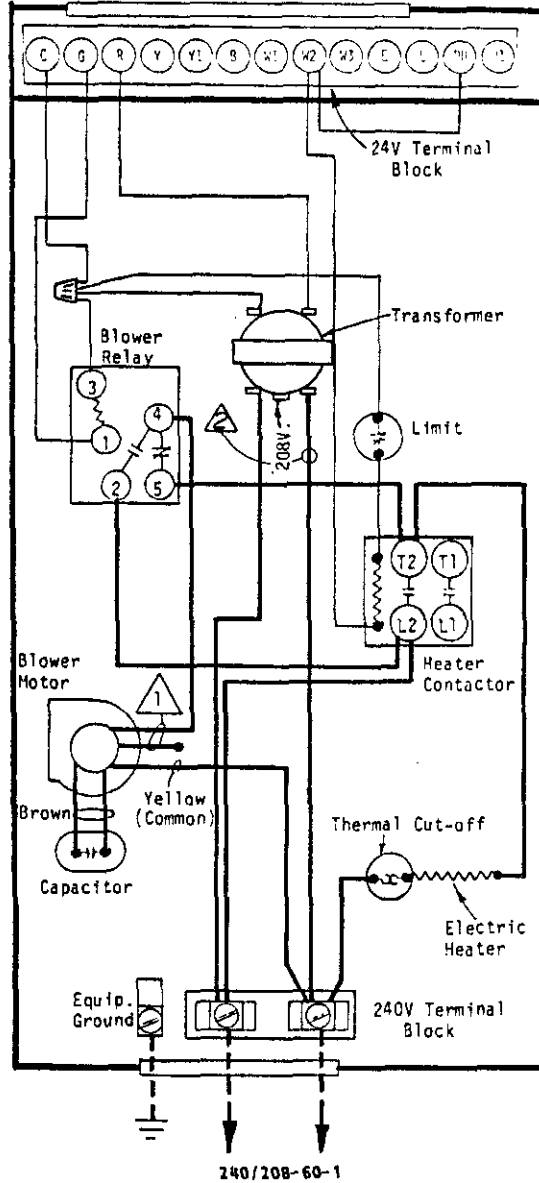 C G R Y Y1 B W1 W2 W3 E L
24V Terminal
Block
Transformer
Blower
Relay
3
4
2
208V.
Limit
1
2
5
T2 T1
L2 L1
Blower
Motor
1
Heater
Contactor
Yellow
(Common)
Brown
Thermal Cut-off
Capacitor
Electric
Heater
Equip.
Ground
240V Terminal
Block
240/208-60-1